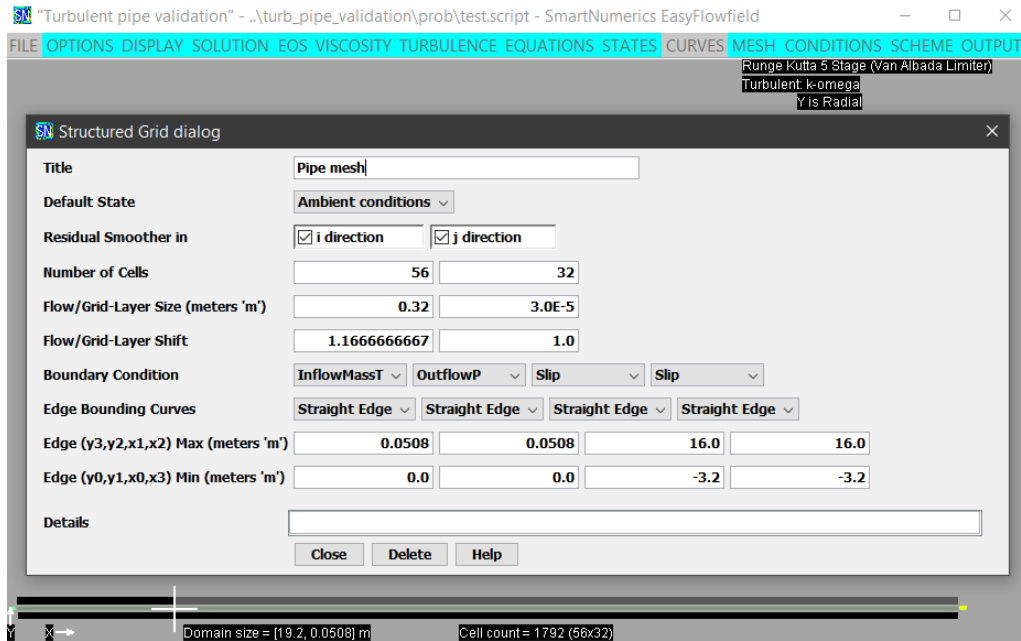 SN "Turbulent pipe validation" - ..\turb_pipe_validation\prob\test.script - SmartNumerics EasyFlowfield
FILE OPTIONS DISPLAY SOLUTION EOS VISCOSITY TURBULENCE EQUATIONS STATES CURVES MESH CONDITIONS SCHEME OUTPUT
Runge Kutta 5 Stage (Van Albada Limiter)
Turbulent: k-omega
Y is Radial
SN Structured Grid dialog
Title Pipe mesh
Default State Ambient conditions
Residual Smoother in i direction j direction
Number of Cells 56 32
Flow/Grid-Layer Size (meters 'm') 0.32 3.0E-5
Flow/Grid-Layer Shift 1.1666666667 1.0
Boundary Condition InflowMassT OutflowP Slip Slip
Edge Bounding Curves Straight Edge Straight Edge Straight Edge Straight Edge
Edge (y3,y2,x1,x2) Max (meters 'm') 0.0508 0.0508 16.0 16.0
Edge (y0,y1,x0,x3) Min (meters 'm') 0.0 0.0 -3.2 -3.2
Details
Close Delete Help
Y X Domain size = [19.2, 0.0508] m Cell count = 1792 (56x32)